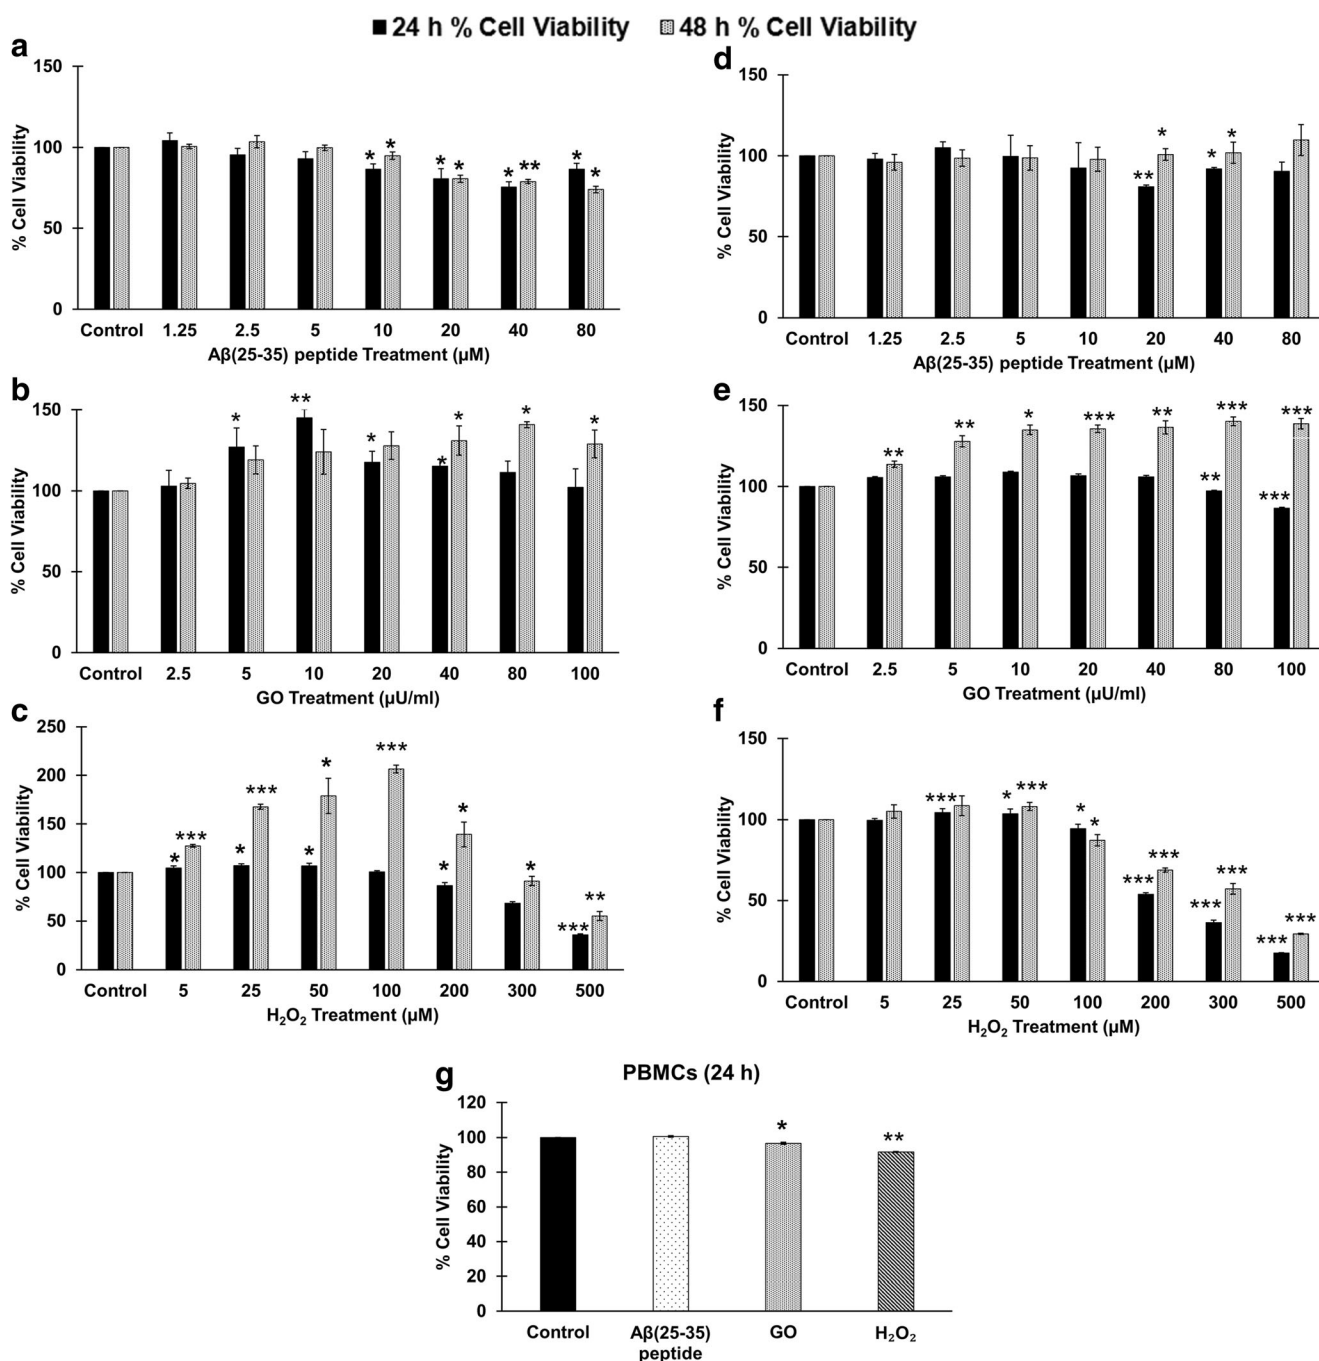 ■ 24 h % Cell Viability ▩ 48 h % Cell Viability
a
150
100
50
0
% Cell Viability
* * * * * ** * *
Control 1.25 2.5 5 10 20 40 80
Aβ(25-35) peptide Treatment (µM)
d
150
100
50
0
% Cell Viability
** * * *
Control 1.25 2.5 5 10 20 40 80
Aβ(25-35) peptide Treatment (µM)
b
150
100
50
0
% Cell Viability
* ** * * * * *
Control 2.5 5 10 20 40 80 100
GO Treatment (µU/ml)
e
150
100
50
0
% Cell Viability
** ** * *** ** ** *** *** ***
Control 2.5 5 10 20 40 80 100
GO Treatment (µU/ml)
c
250
200
150
100
50
0
% Cell Viability
* *** * *** * * *** * * * *** **
Control 5 25 50 100 200 300 500
H₂O₂ Treatment (µM)
f
150
100
50
0
% Cell Viability
*** * *** * * *** *** *** *** *** ***
Control 5 25 50 100 200 300 500
H₂O₂ Treatment (µM)
g
PBMCs (24 h)
120
100
80
60
40
20
0
% Cell Viability
* **
Control Aβ(25-35) GO H₂O₂
peptide